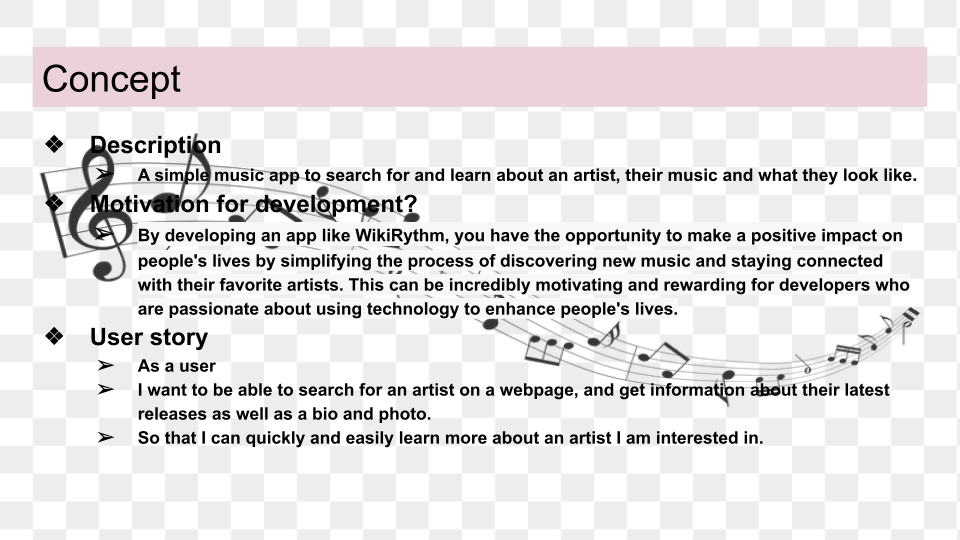 Concept
❖ Description
➢ A simple music app to search for and learn about an artist, their music and what they look like.
❖ Motivation for development?
➢ By developing an app like WikiRythm, you have the opportunity to make a positive impact on
people's lives by simplifying the process of discovering new music and staying connected
with their favorite artists. This can be incredibly motivating and rewarding for developers who
are passionate about using technology to enhance people's lives.
❖ User story
➢ As a user
➢ I want to be able to search for an artist on a webpage, and get information about their latest
releases as well as a bio and photo.
➢ So that I can quickly and easily learn more about an artist I am interested in.